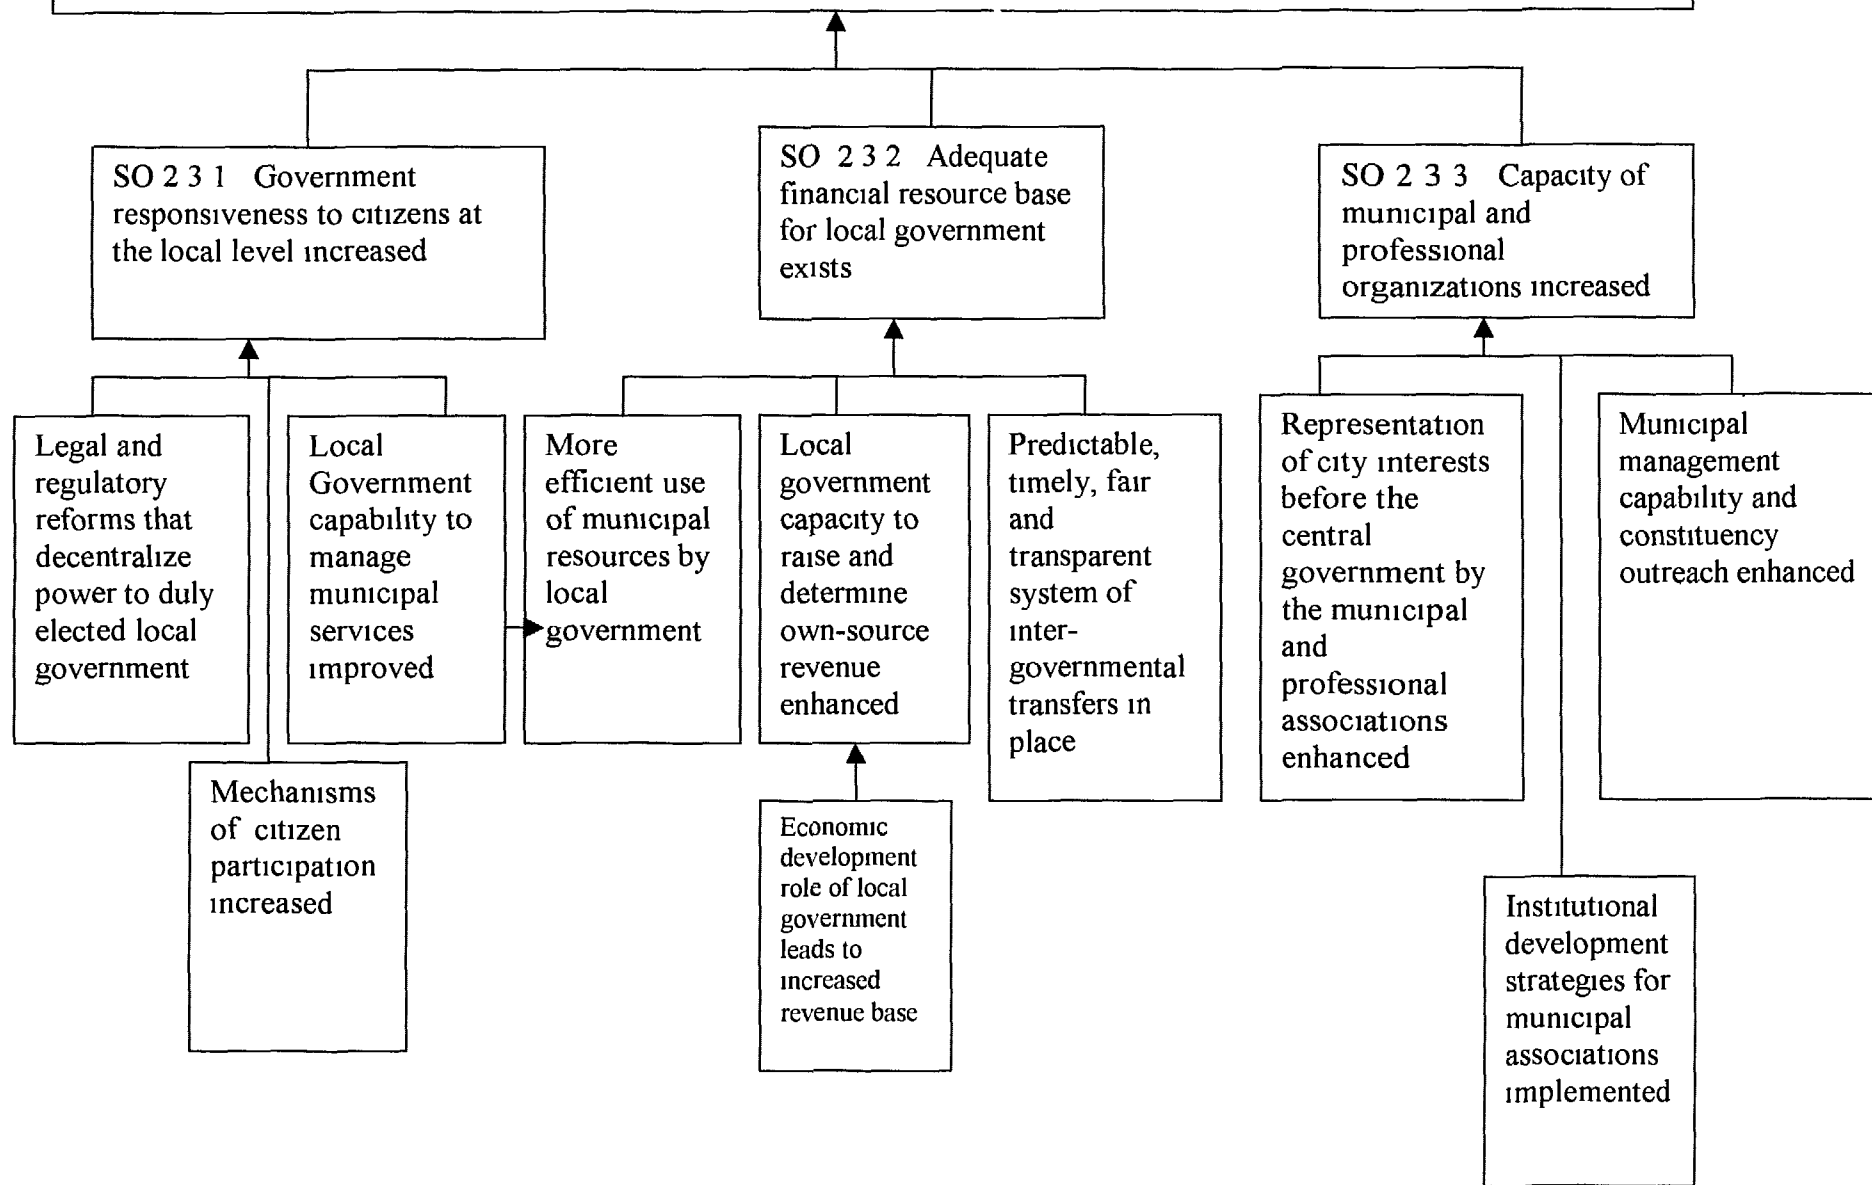 SO 2 3 1 Government
responsiveness to citizens at
the local level increased
SO 2 3 2 Adequate
financial resource base
for local government
exists
SO 2 3 3 Capacity of
municipal and
professional
organizations increased
Legal and
regulatory
reforms that
decentralize
power to duly
elected local
government
Local
Government
capability to
manage
municipal
services
improved
More
efficient use
of municipal
resources by
local
government
Local
government
capacity to
raise and
determine
own-source
revenue
enhanced
Predictable,
timely, fair
and
transparent
system of
inter-
governmental
transfers in
place
Representation
of city interests
before the
central
government by
the municipal
and
professional
associations
enhanced
Municipal
management
capability and
constituency
outreach enhanced
Mechanisms
of citizen
participation
increased
Economic
development
role of local
government
leads to
increased
revenue base
Institutional
development
strategies for
municipal
associations
implemented